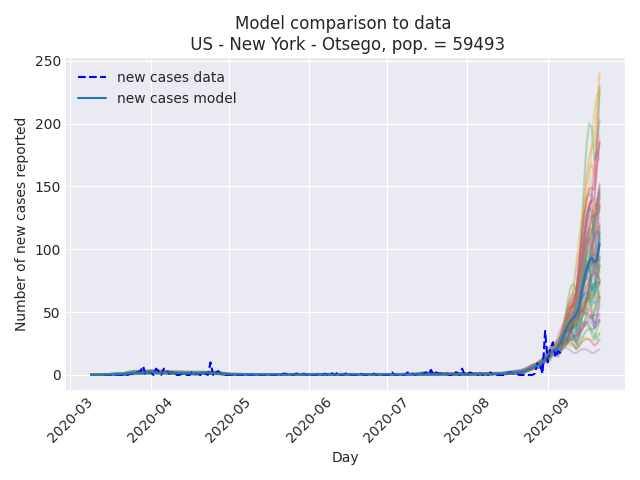 Model comparison to data
US - New York - Otsego, pop. = 59493
new cases data
new cases model
Number of new cases reported
250
200
150
100
50
0
2020-03
2020-04
2020-05
2020-06
2020-07
2020-08
2020-09
Day